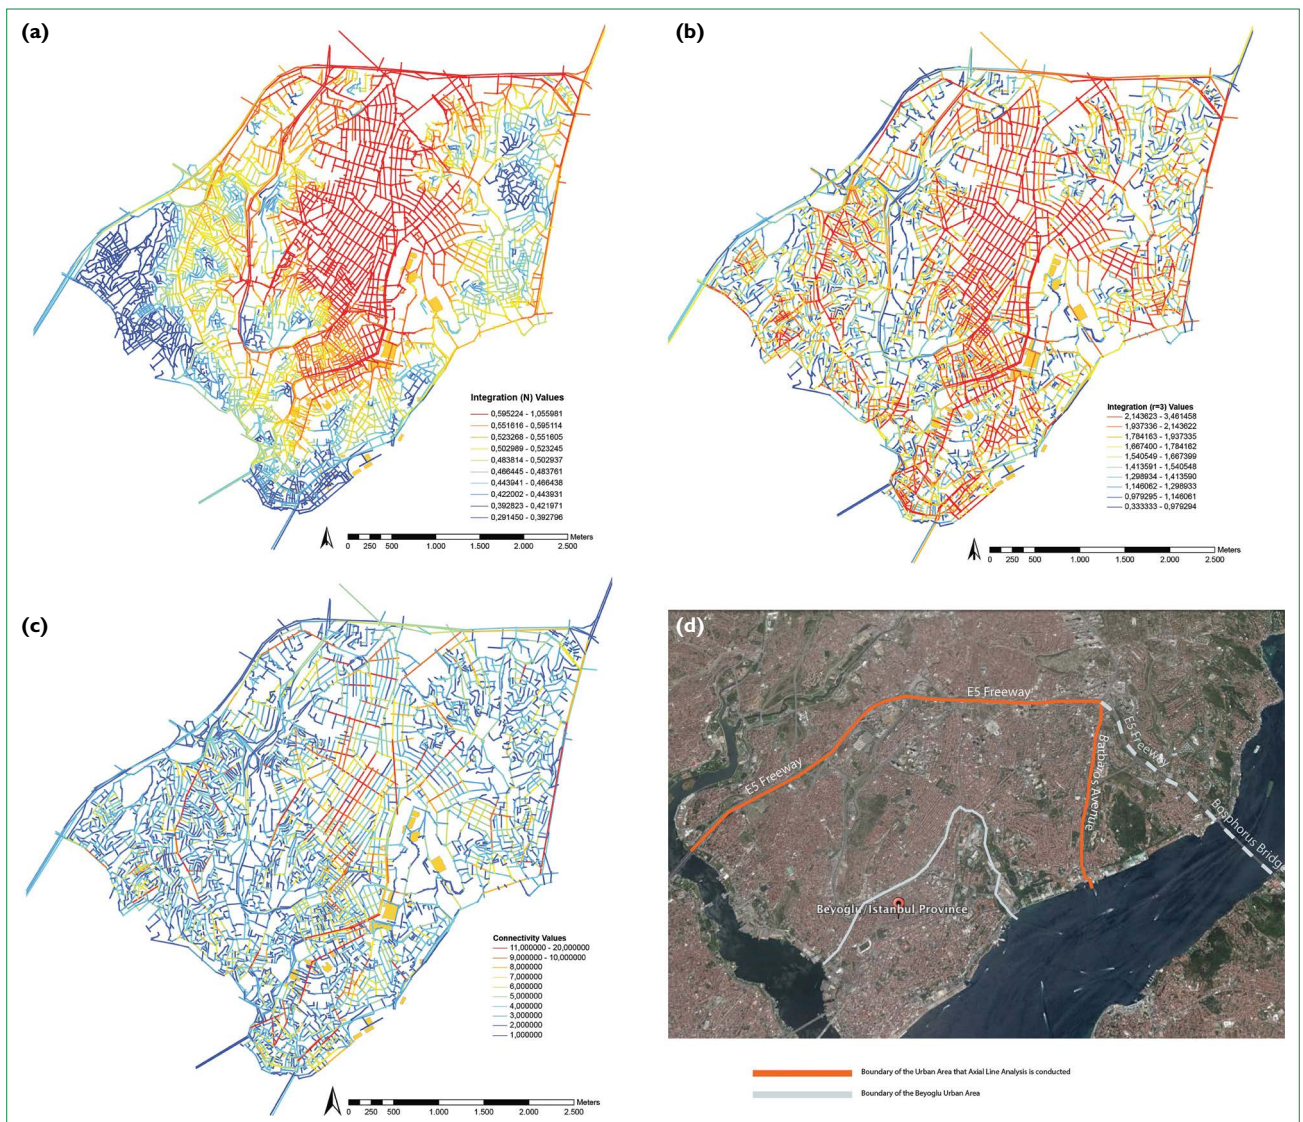 (a)
Integration (N) Values
0,595224 - 1,055981
0,551616 - 0,595114
0,523268 - 0,551605
0,502989 - 0,523245
0,483814 - 0,502937
0,466445 - 0,483761
0,443941 - 0,466438
0,422002 - 0,443931
0,392823 - 0,421971
0,291450 - 0,392796
Meters
0 250 500 1.000 1.500 2.000 2.500
(b)
Integration (r=3) Values
2,143623 - 3,461458
1,937336 - 2,143622
1,784163 - 1,937335
1,667400 - 1,784162
1,540549 - 1,667399
1,413591 - 1,540548
1,298934 - 1,413590
1,146062 - 1,298933
0,979295 - 1,146061
0,333333 - 0,979294
Meters
0 250 500 1.000 1.500 2.000 2.500
(c)
Connectivity Values
11,000000 - 20,000000
9,000000 - 10,000000
8,000000
7,000000
6,000000
5,000000
4,000000
3,000000
2,000000
1,000000
Meters
0 250 500 1.000 1.500 2.000 2.500
(d)
E5 Freeway
E5 Freeway
E5 Freeway
Barbaros Avenue
Bosphorus Bridge
Beyoglu/Istanbul Province
Boundary of the Urban Area that Axial Line Analysis is conducted
Boundary of the Beyoglu Urban Area